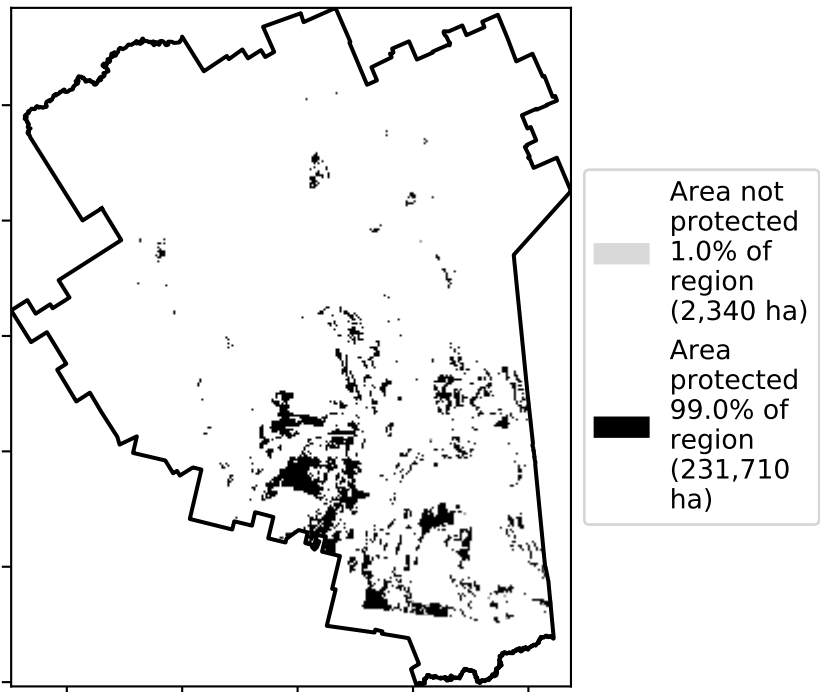 Area not
protected
1.0% of
region
(2,340 ha)
Area
protected
99.0% of
region
(231,710
ha)